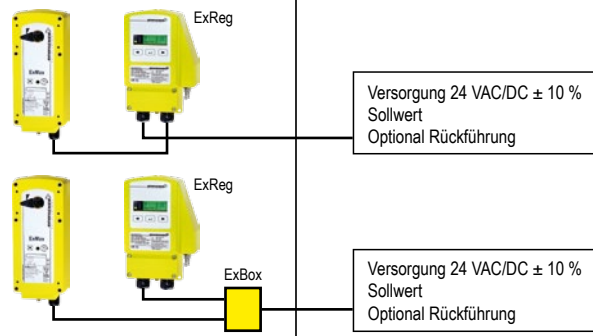 ExReg
Versorgung 24 VAC/DC ± 10 %
Sollwert
Optional Rückführung
ExReg
ExBox
Versorgung 24 VAC/DC ± 10 %
Sollwert
Optional Rückführung